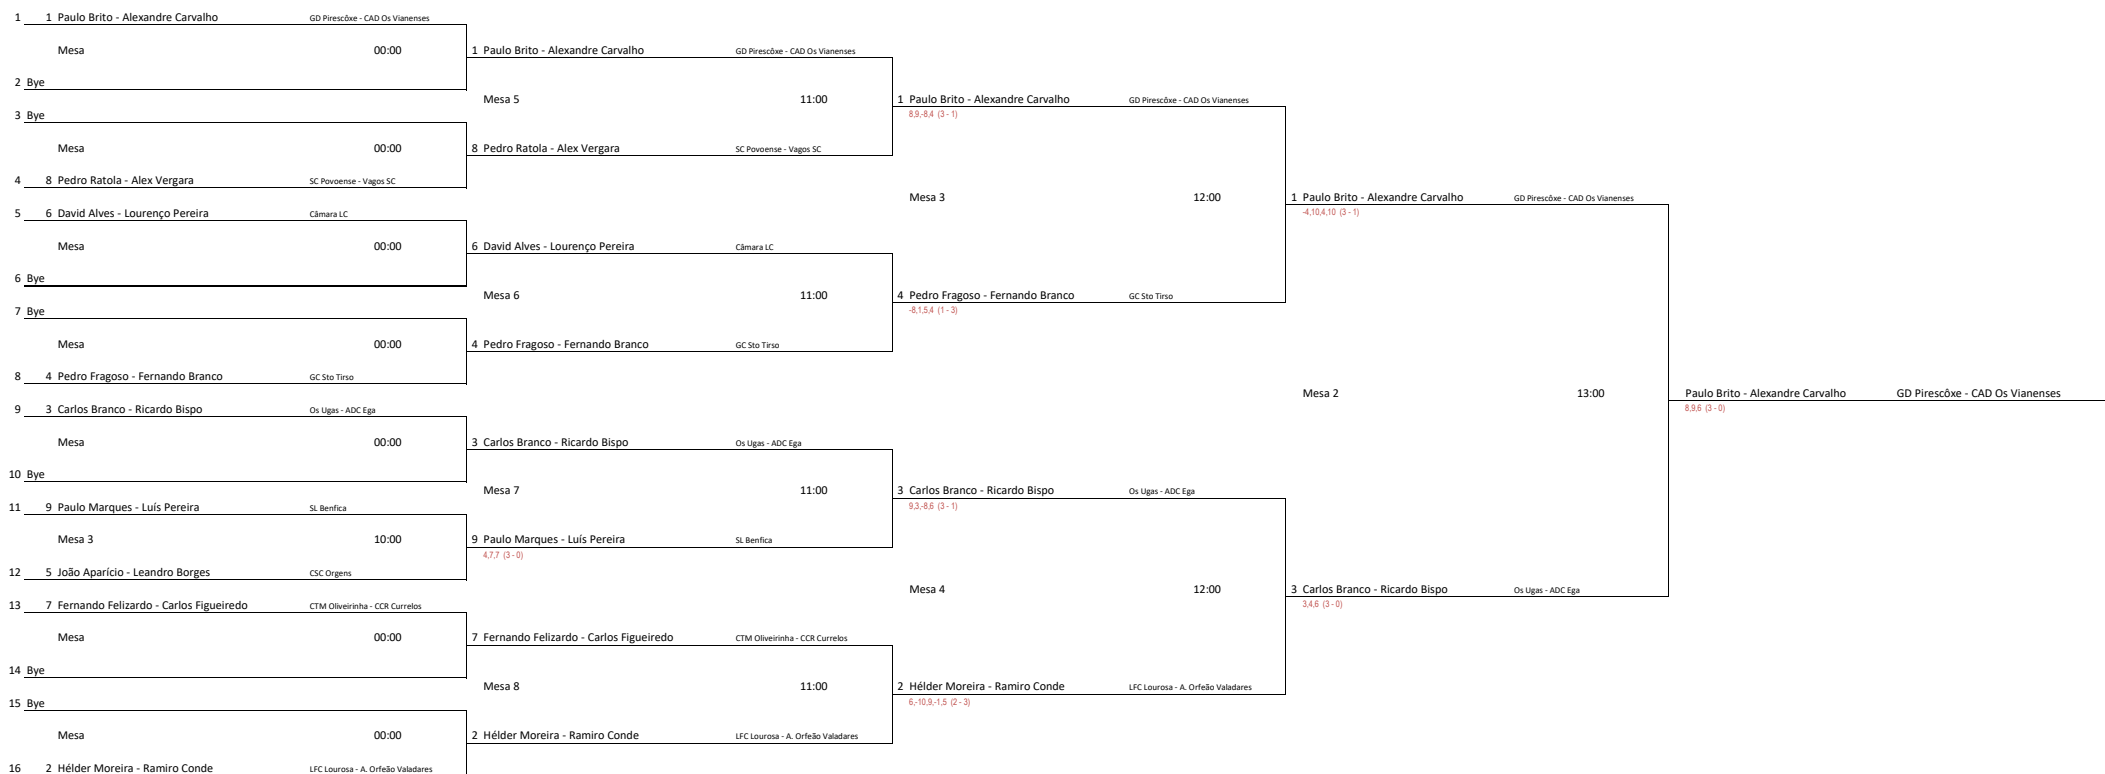 1 1 Paulo Brito - Alexandre Carvalho GD Pirescôxe - CAD Os Vianenses
Mesa 00:00 1 Paulo Brito - Alexandre Carvalho GD Pirescôxe - CAD Os Vianenses
2 Bye
Mesa 5 11:00 1 Paulo Brito - Alexandre Carvalho GD Pirescôxe - CAD Os Vianenses
3 Bye 8,9,-8,4 (3 - 1)
Mesa 00:00 8 Pedro Ratola - Alex Vergara SC Povoense - Vagos SC
4 8 Pedro Ratola - Alex Vergara SC Povoense - Vagos SC
Mesa 3 12:00 1 Paulo Brito - Alexandre Carvalho GD Pirescôxe - CAD Os Vianenses
5 6 David Alves - Lourenço Pereira Câmara LC -4,10,4,10 (3 - 1)
Mesa 00:00 6 David Alves - Lourenço Pereira Câmara LC
6 Bye
Mesa 6 11:00 4 Pedro Fragoso - Fernando Branco GC Sto Tirso
7 Bye -8,1,5,4 (1 - 3)
Mesa 00:00 4 Pedro Fragoso - Fernando Branco GC Sto Tirso
8 4 Pedro Fragoso - Fernando Branco GC Sto Tirso
Mesa 2 13:00 Paulo Brito - Alexandre Carvalho GD Pirescôxe - CAD Os Vianenses
9 3 Carlos Branco - Ricardo Bispo Os Ugas - ADC Ega 8,9,6 (3 - 0)
Mesa 00:00 3 Carlos Branco - Ricardo Bispo Os Ugas - ADC Ega
10 Bye
Mesa 7 11:00 3 Carlos Branco - Ricardo Bispo Os Ugas - ADC Ega
11 9 Paulo Marques - Luís Pereira SL Benfica 9,3,-8,6 (3 - 1)
Mesa 3 10:00 9 Paulo Marques - Luís Pereira SL Benfica
4,7,7 (3 - 0)
12 5 João Aparício - Leandro Borges CSC Orgens
Mesa 4 12:00 3 Carlos Branco - Ricardo Bispo Os Ugas - ADC Ega
13 7 Fernando Felizardo - Carlos Figueiredo CTM Oliveirinha - CCR Currelos 3,4,6 (3 - 0)
Mesa 00:00 7 Fernando Felizardo - Carlos Figueiredo CTM Oliveirinha - CCR Currelos
14 Bye
Mesa 8 11:00 2 Hélder Moreira - Ramiro Conde LFC Lourosa - A. Orfeão Valadares
15 Bye 6,-10,9,-1,5 (2 - 3)
Mesa 00:00 2 Hélder Moreira - Ramiro Conde LFC Lourosa - A. Orfeão Valadares
16 2 Hélder Moreira - Ramiro Conde LFC Lourosa - A. Orfeão Valadares